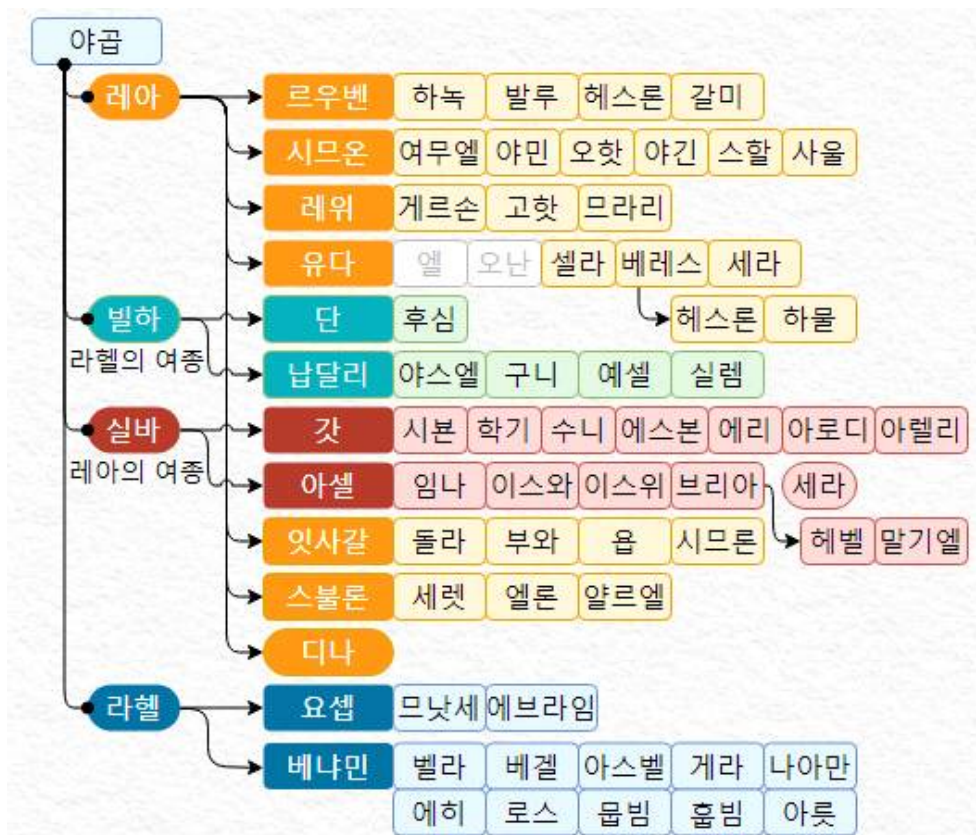 야곱
레아 르우벤 하녹 발루 헤스론 갈미
시므온 여무엘 야민 오핫 야긴 스할 사울
레위 게르손 고핫 므라리
유다 엘 오난 셀라 베레스 세라
빌하 단 후심 헤스론 하물
라헬의 여종
납달리 야스엘 구니 예셀 실렘
실바 갓 시뵨 학기 수니 에스본 에리 아로디 아렐리
레아의 여종
아셀 임나 이스와 이스위 브리아 세라
잇사갈 돌라 부와 욥 시므론 헤벨 말기엘
스불론 세렛 엘론 얄르엘
디나
라헬 요셉 므낫세 에브라임
베냐민 벨라 베겔 아스벨 게라 나아만
에히 로스 뭅빔 훕빔 아릇